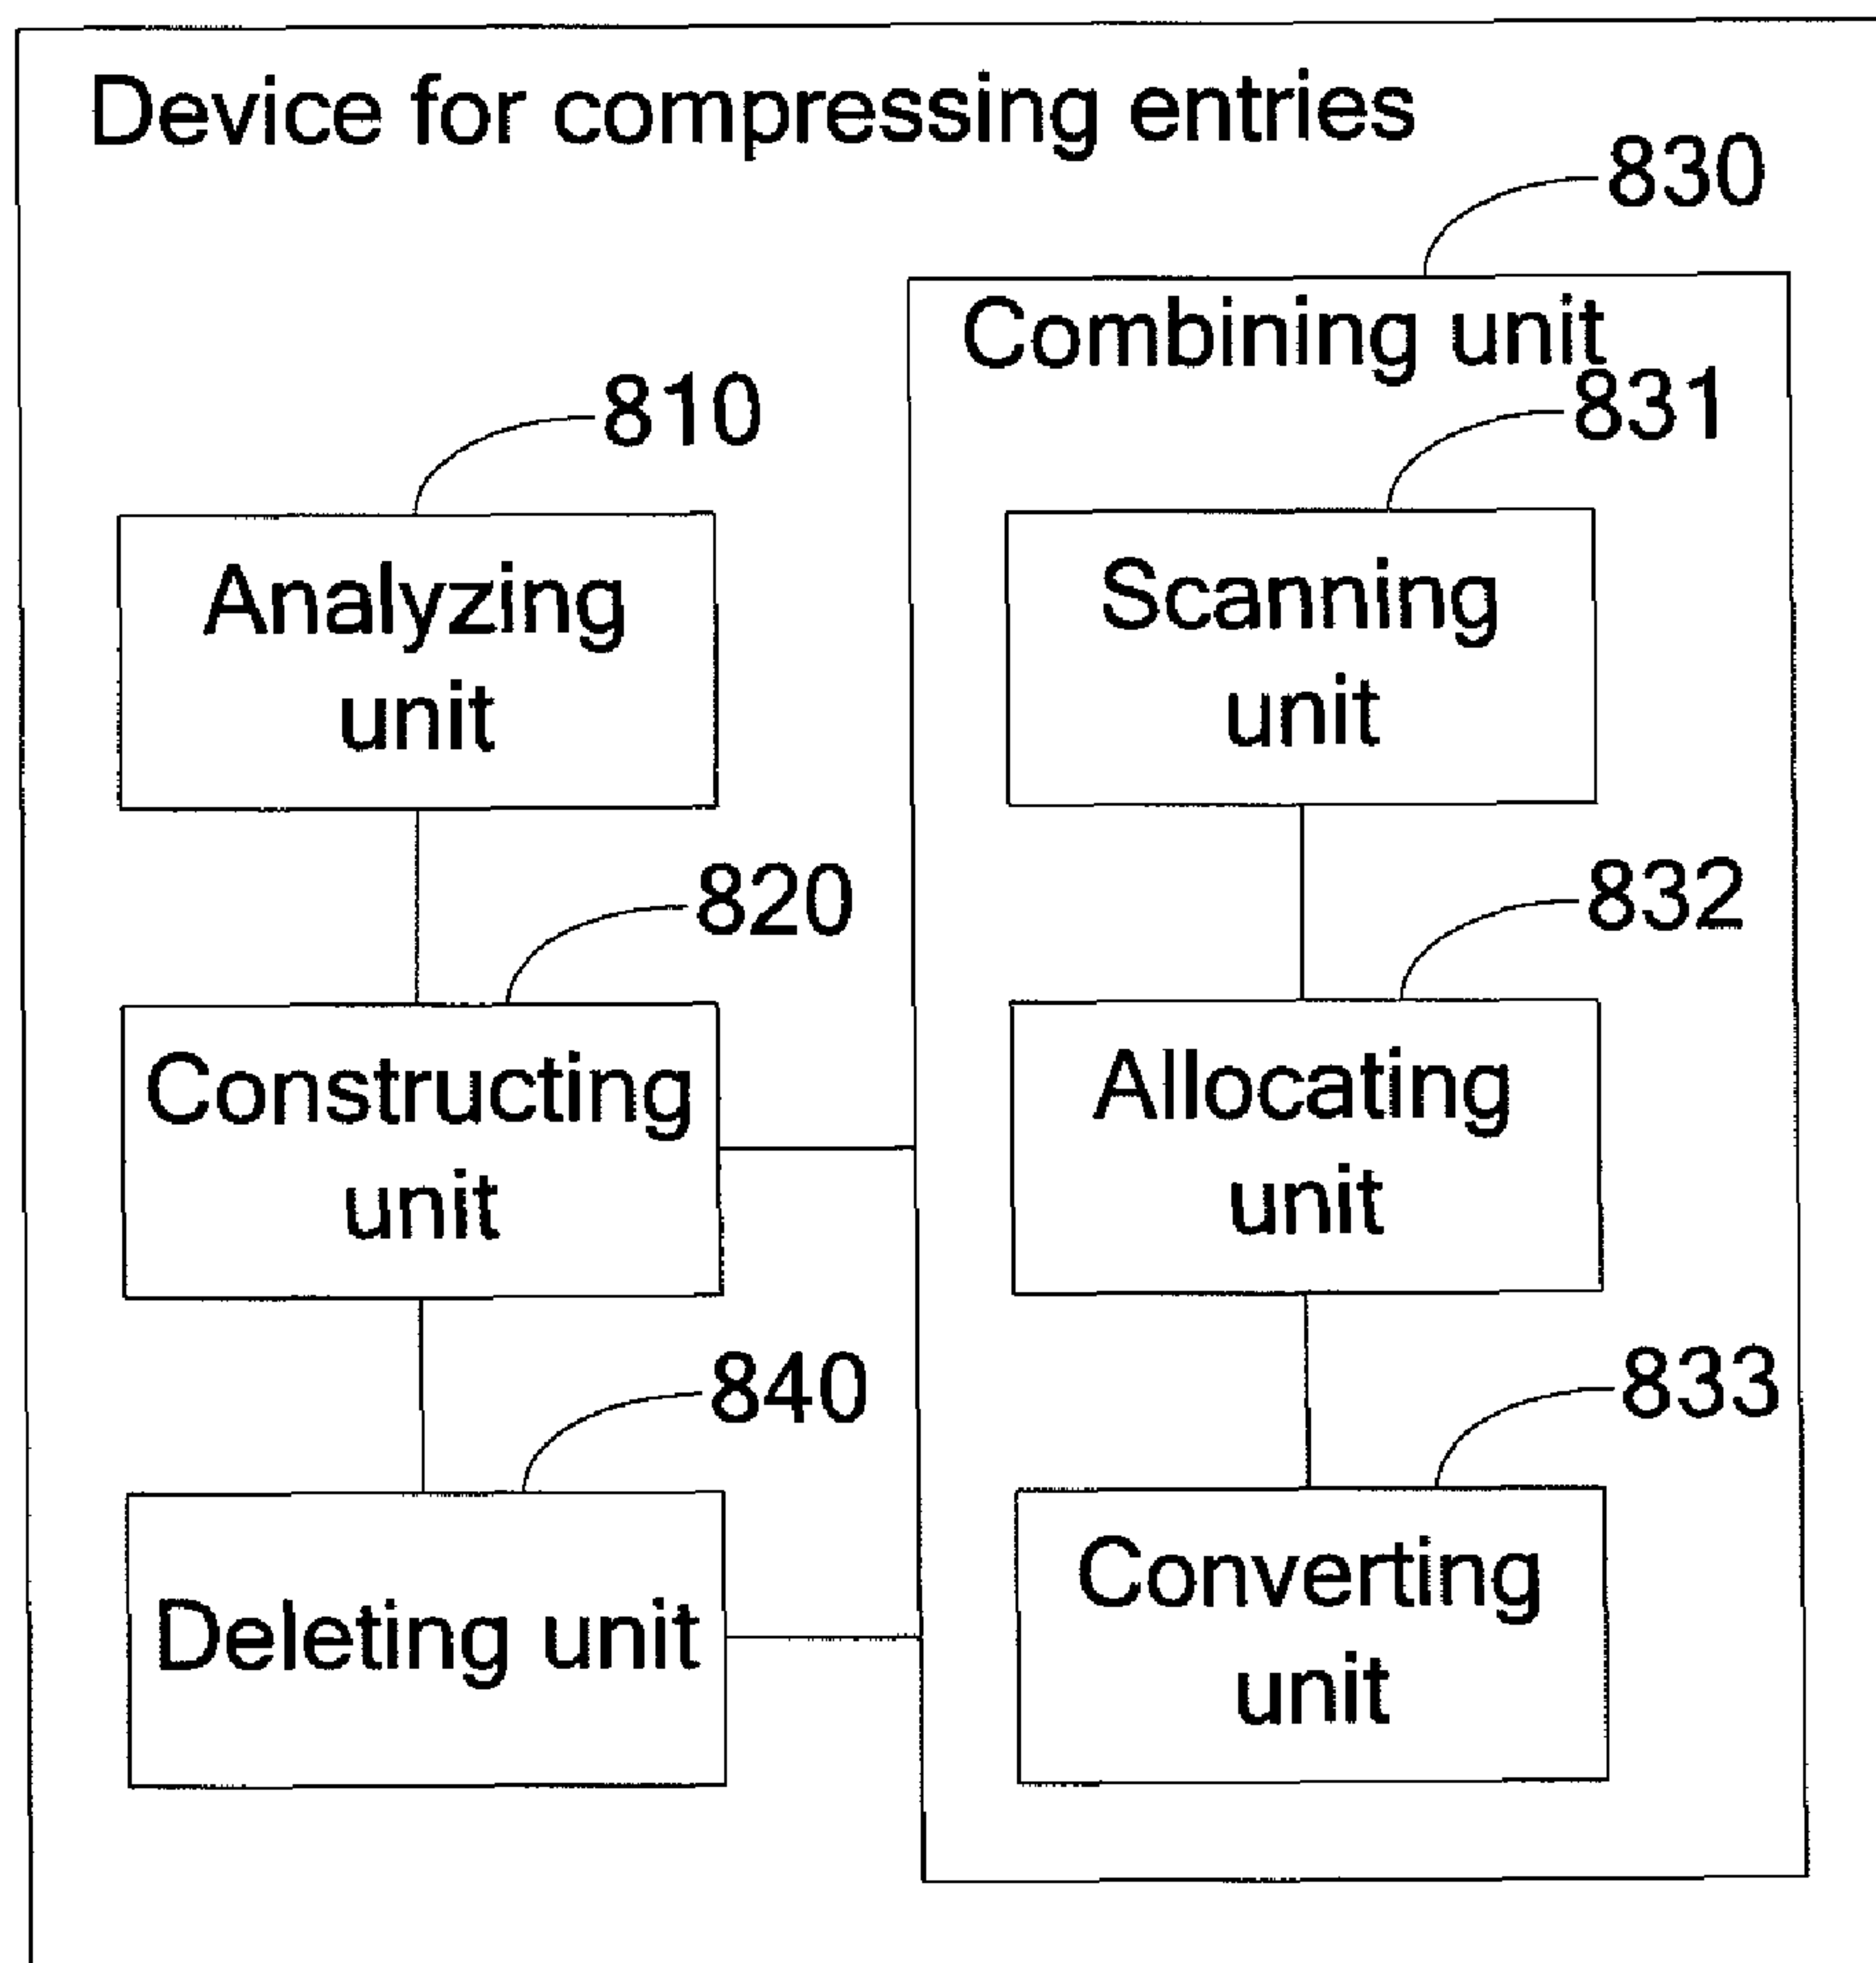 Device for compressing entries
830
Combining unit
810
831
Analyzing
unit
Scanning
unit
820
832
Constructing
unit
Allocating
unit
840
833
Deleting unit
Converting
unit